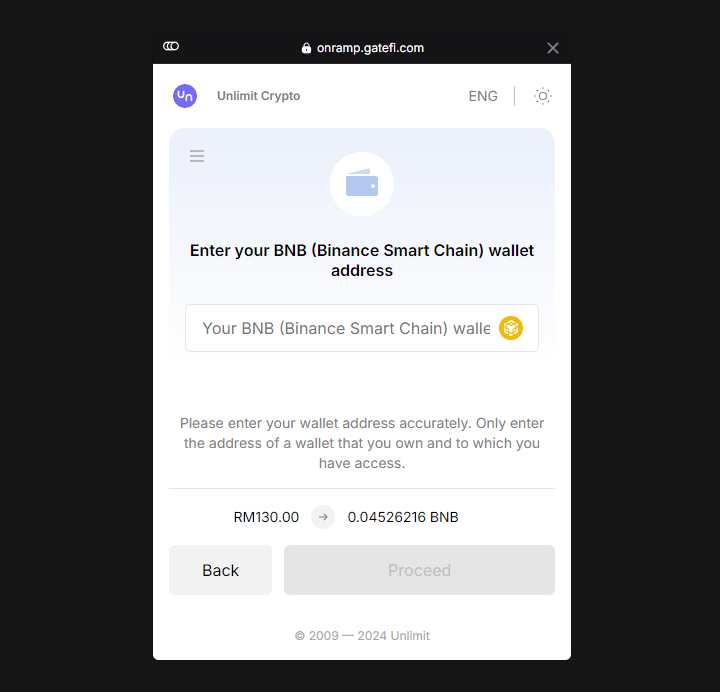 onramp.gatefi.com
Un Unlimit Crypto ENG
Enter your BNB (Binance Smart Chain) wallet
address
Your BNB (Binance Smart Chain) walle
Please enter your wallet address accurately. Only enter
the address of a wallet that you own and to which you
have access.
RM130.00 → 0.04526216 BNB
Back Proceed
© 2009 — 2024 Unlimit